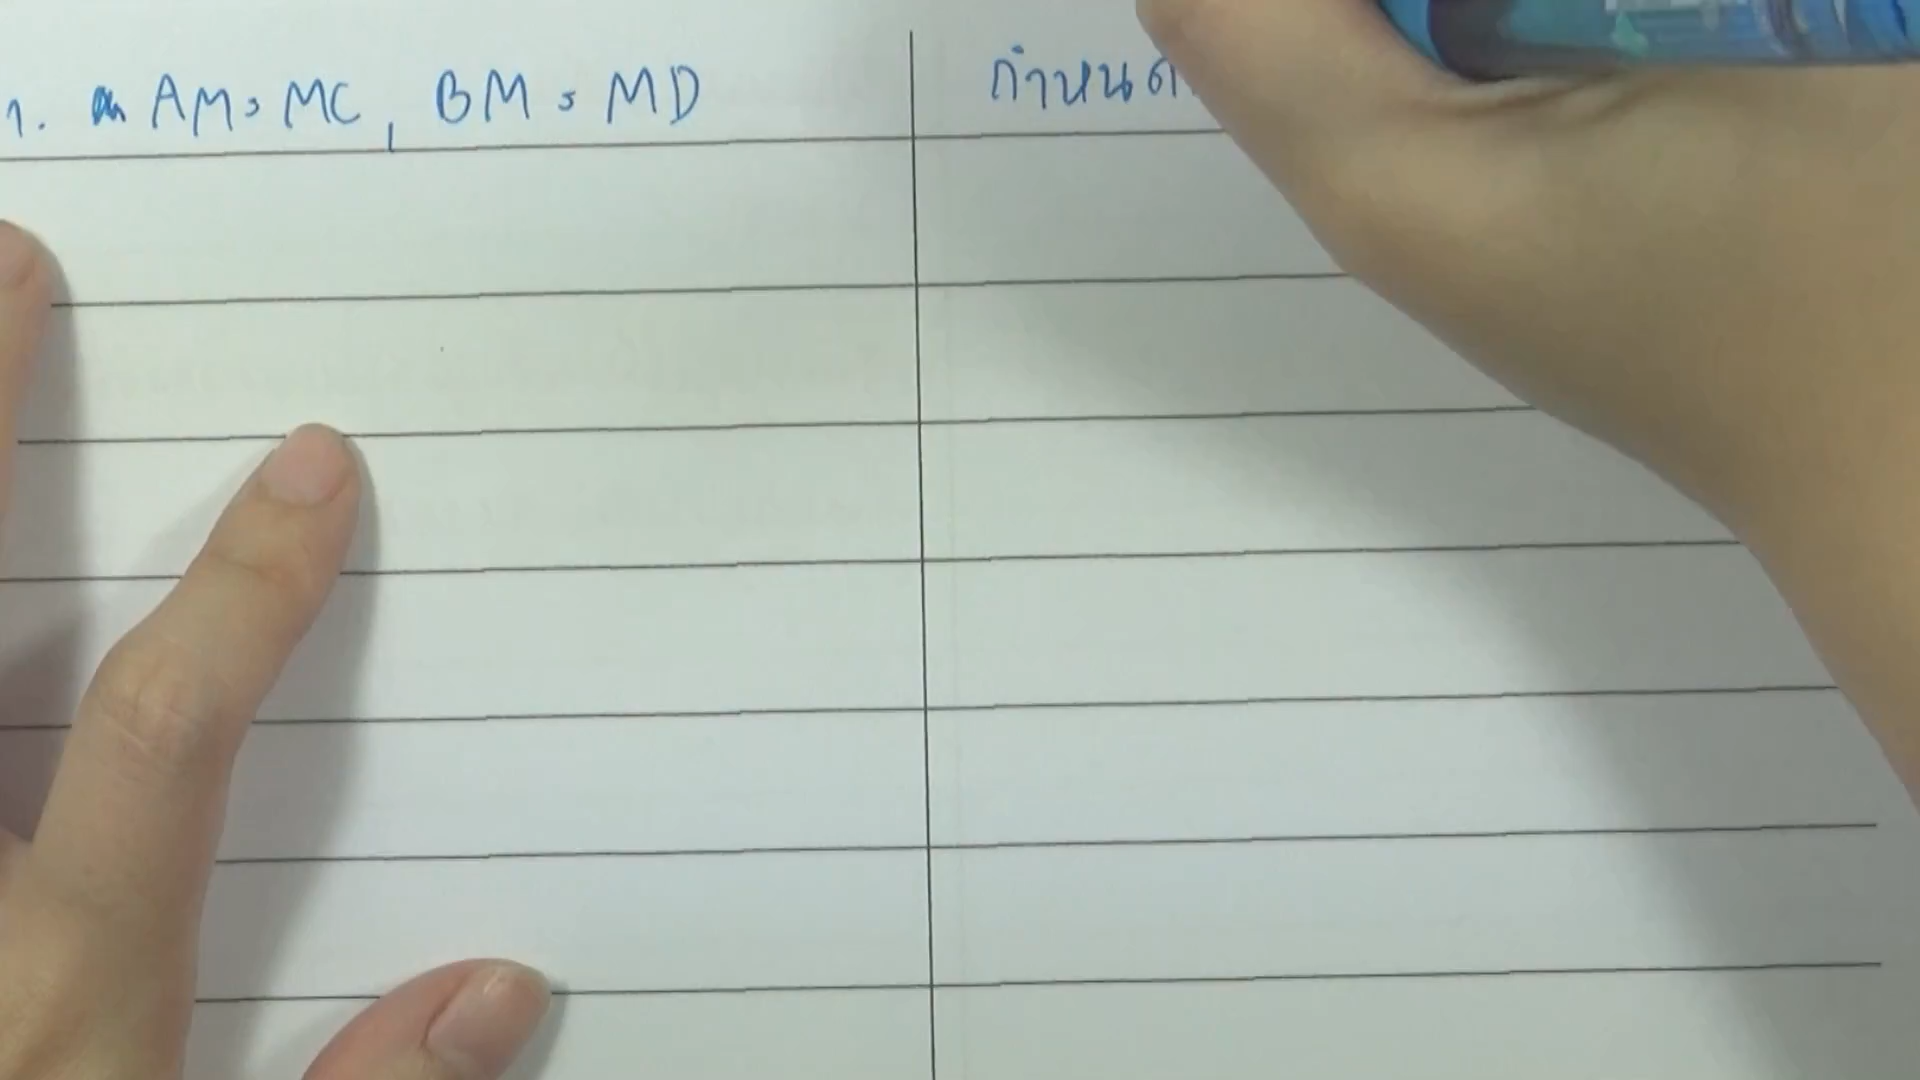 1. AM = MC, BM = MD
กำหนด